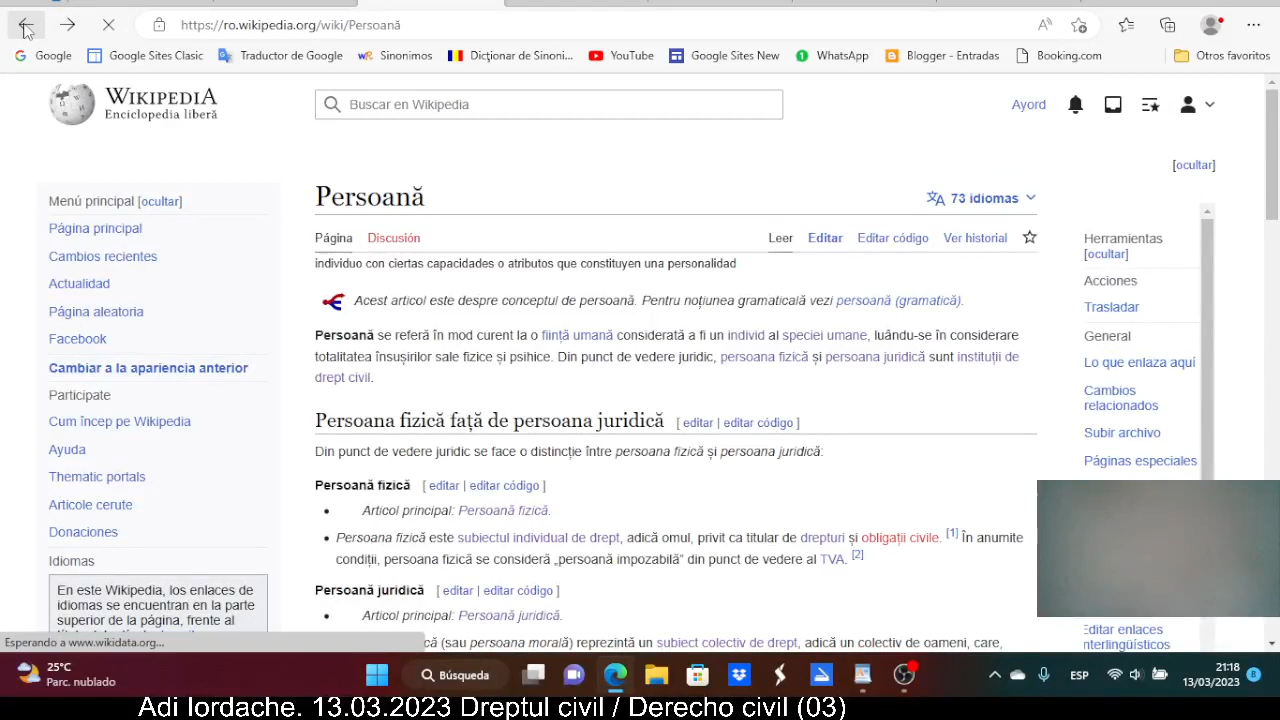 https://ro.wikipedia.org/wiki/Persoană
Google
Google Sites Clasic
Traductor de Google
Sinonimos
Dicționar de Sinoni...
YouTube
Google Sites New
WhatsApp
Blogger - Entradas
Booking.com
Otros favoritos
WIKIPEDIA
Enciclopedia liberă
Buscar en Wikipedia
Ayord
[ocultar]
Menú principal [ocultar]
Página principal
Cambios recientes
Actualidad
Página aleatoria
Facebook
Cambiar a la apariencia anterior
Participate
Cum încep pe Wikipedia
Ayuda
Thematic portals
Articole cerute
Donaciones
Idiomas
En este Wikipedia, los enlaces de
idiomas se encuentran en la parte
superior de la página, frente al
Persoană
73 idiomas
Página
Discusión
Leer
Editar
Editar código
Ver historial
individuo con ciertas capacidades o atributos que constituyen una personalidad
Acest articol este despre conceptul de persoană. Pentru noțiunea gramaticală vezi persoană (gramatică).
Persoană se referă în mod curent la o ființă umană considerată a fi un individ al speciei umane, luându-se în considerare
totalitatea însușirilor sale fizice și psihice. Din punct de vedere juridic, persoana fizică și persoana juridică sunt instituții de
drept civil.
Persoana fizică față de persoana juridică [ editar | editar código ]
Din punct de vedere juridic se face o distincție între persoana fizică și persoana juridică:
Persoană fizică [ editar | editar código ]
• Articol principal: Persoană fizică.
• Persoana fizică este subiectul individual de drept, adică omul, privit ca titular de drepturi și obligații civile. [1] În anumite
condiții, persoana fizică se consideră „persoană impozabilă” din punct de vedere al TVA. [2]
Persoană juridică [ editar | editar código ]
• Articol principal: Persoană juridică.
că (sau persoana morală) reprezintă un subiect colectiv de drept, adică un colectiv de oameni, care,
Herramientas
[ocultar]
Acciones
Trasladar
General
Lo que enlaza aquí
Cambios
relacionados
Subir archivo
Páginas especiales
Editar enlaces
interlingüísticos
Esperando a www.wikidata.org...
25°C
Parc. nublado
Búsqueda
ESP
21:18
13/03/2023
8
Adi Iordache. 13.03.2023 Dreptul civil / Derecho civil (03)